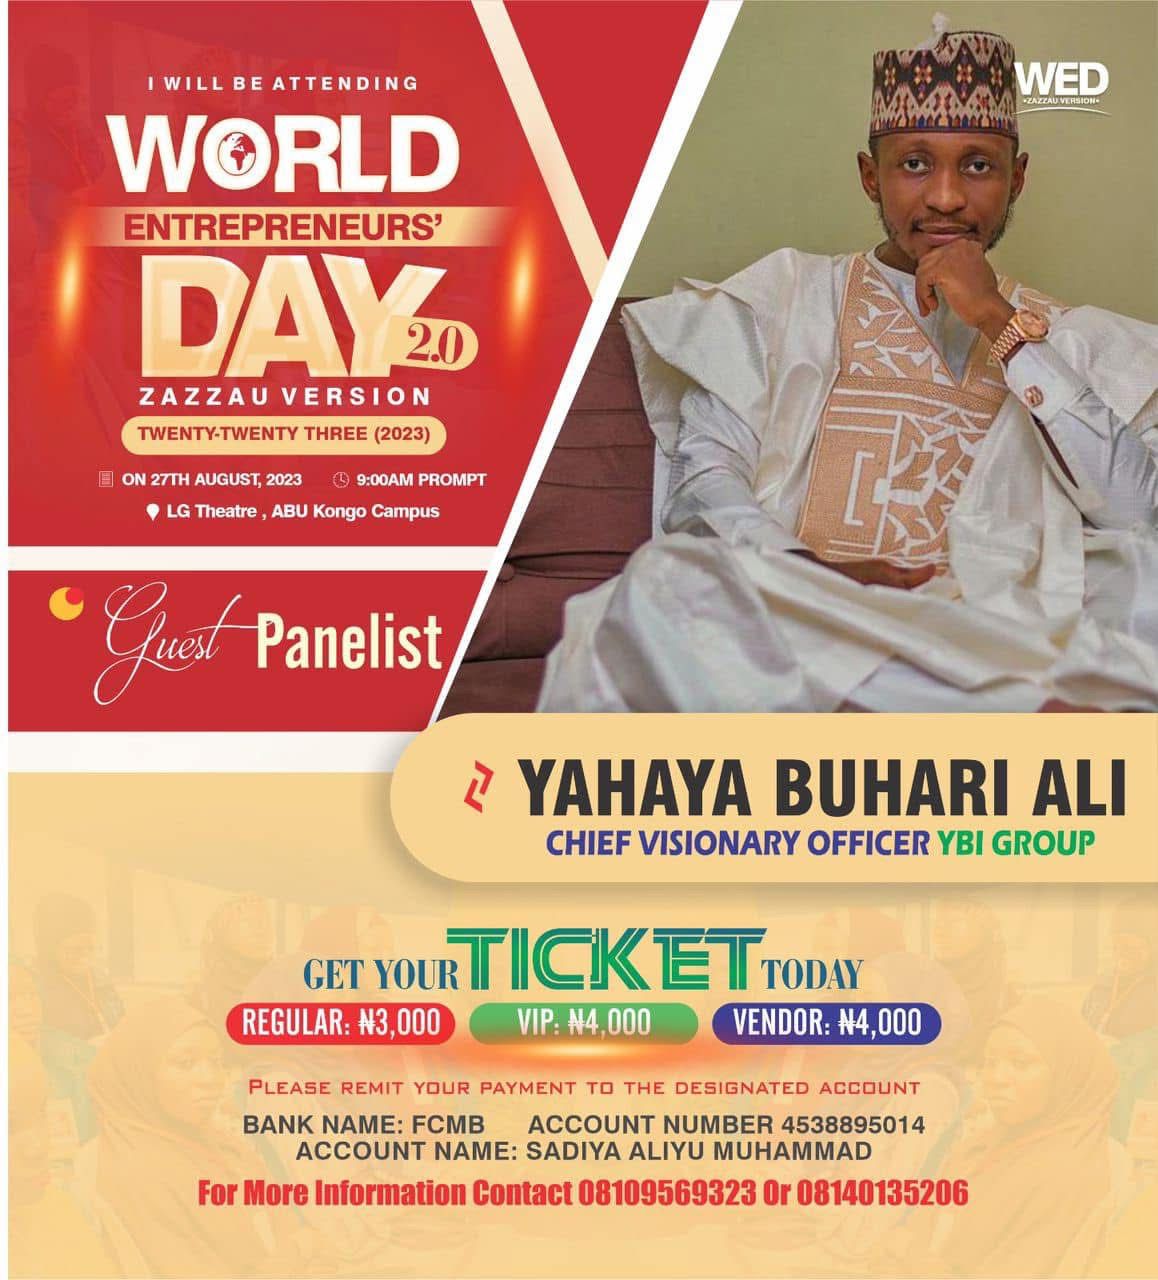 I WILL BE ATTENDING
WORLD
ENTREPRENEURS’
DAY 2.0
ZAZZAU VERSION
TWENTY-TWENTY THREE (2023)
ON 27TH AUGUST, 2023 9:00AM PROMPT
LG Theatre , ABU Kongo Campus
WED
•ZAZZAU VERSION•
Guest Panelist
YAHAYA BUHARI ALI
CHIEF VISIONARY OFFICER YBI GROUP
GET YOUR TICKET TODAY
REGULAR: ₦3,000 VIP: ₦4,000 VENDOR: ₦4,000
PLEASE REMIT YOUR PAYMENT TO THE DESIGNATED ACCOUNT
BANK NAME: FCMB ACCOUNT NUMBER 4538895014
ACCOUNT NAME: SADIYA ALIYU MUHAMMAD
For More Information Contact 08109569323 Or 08140135206